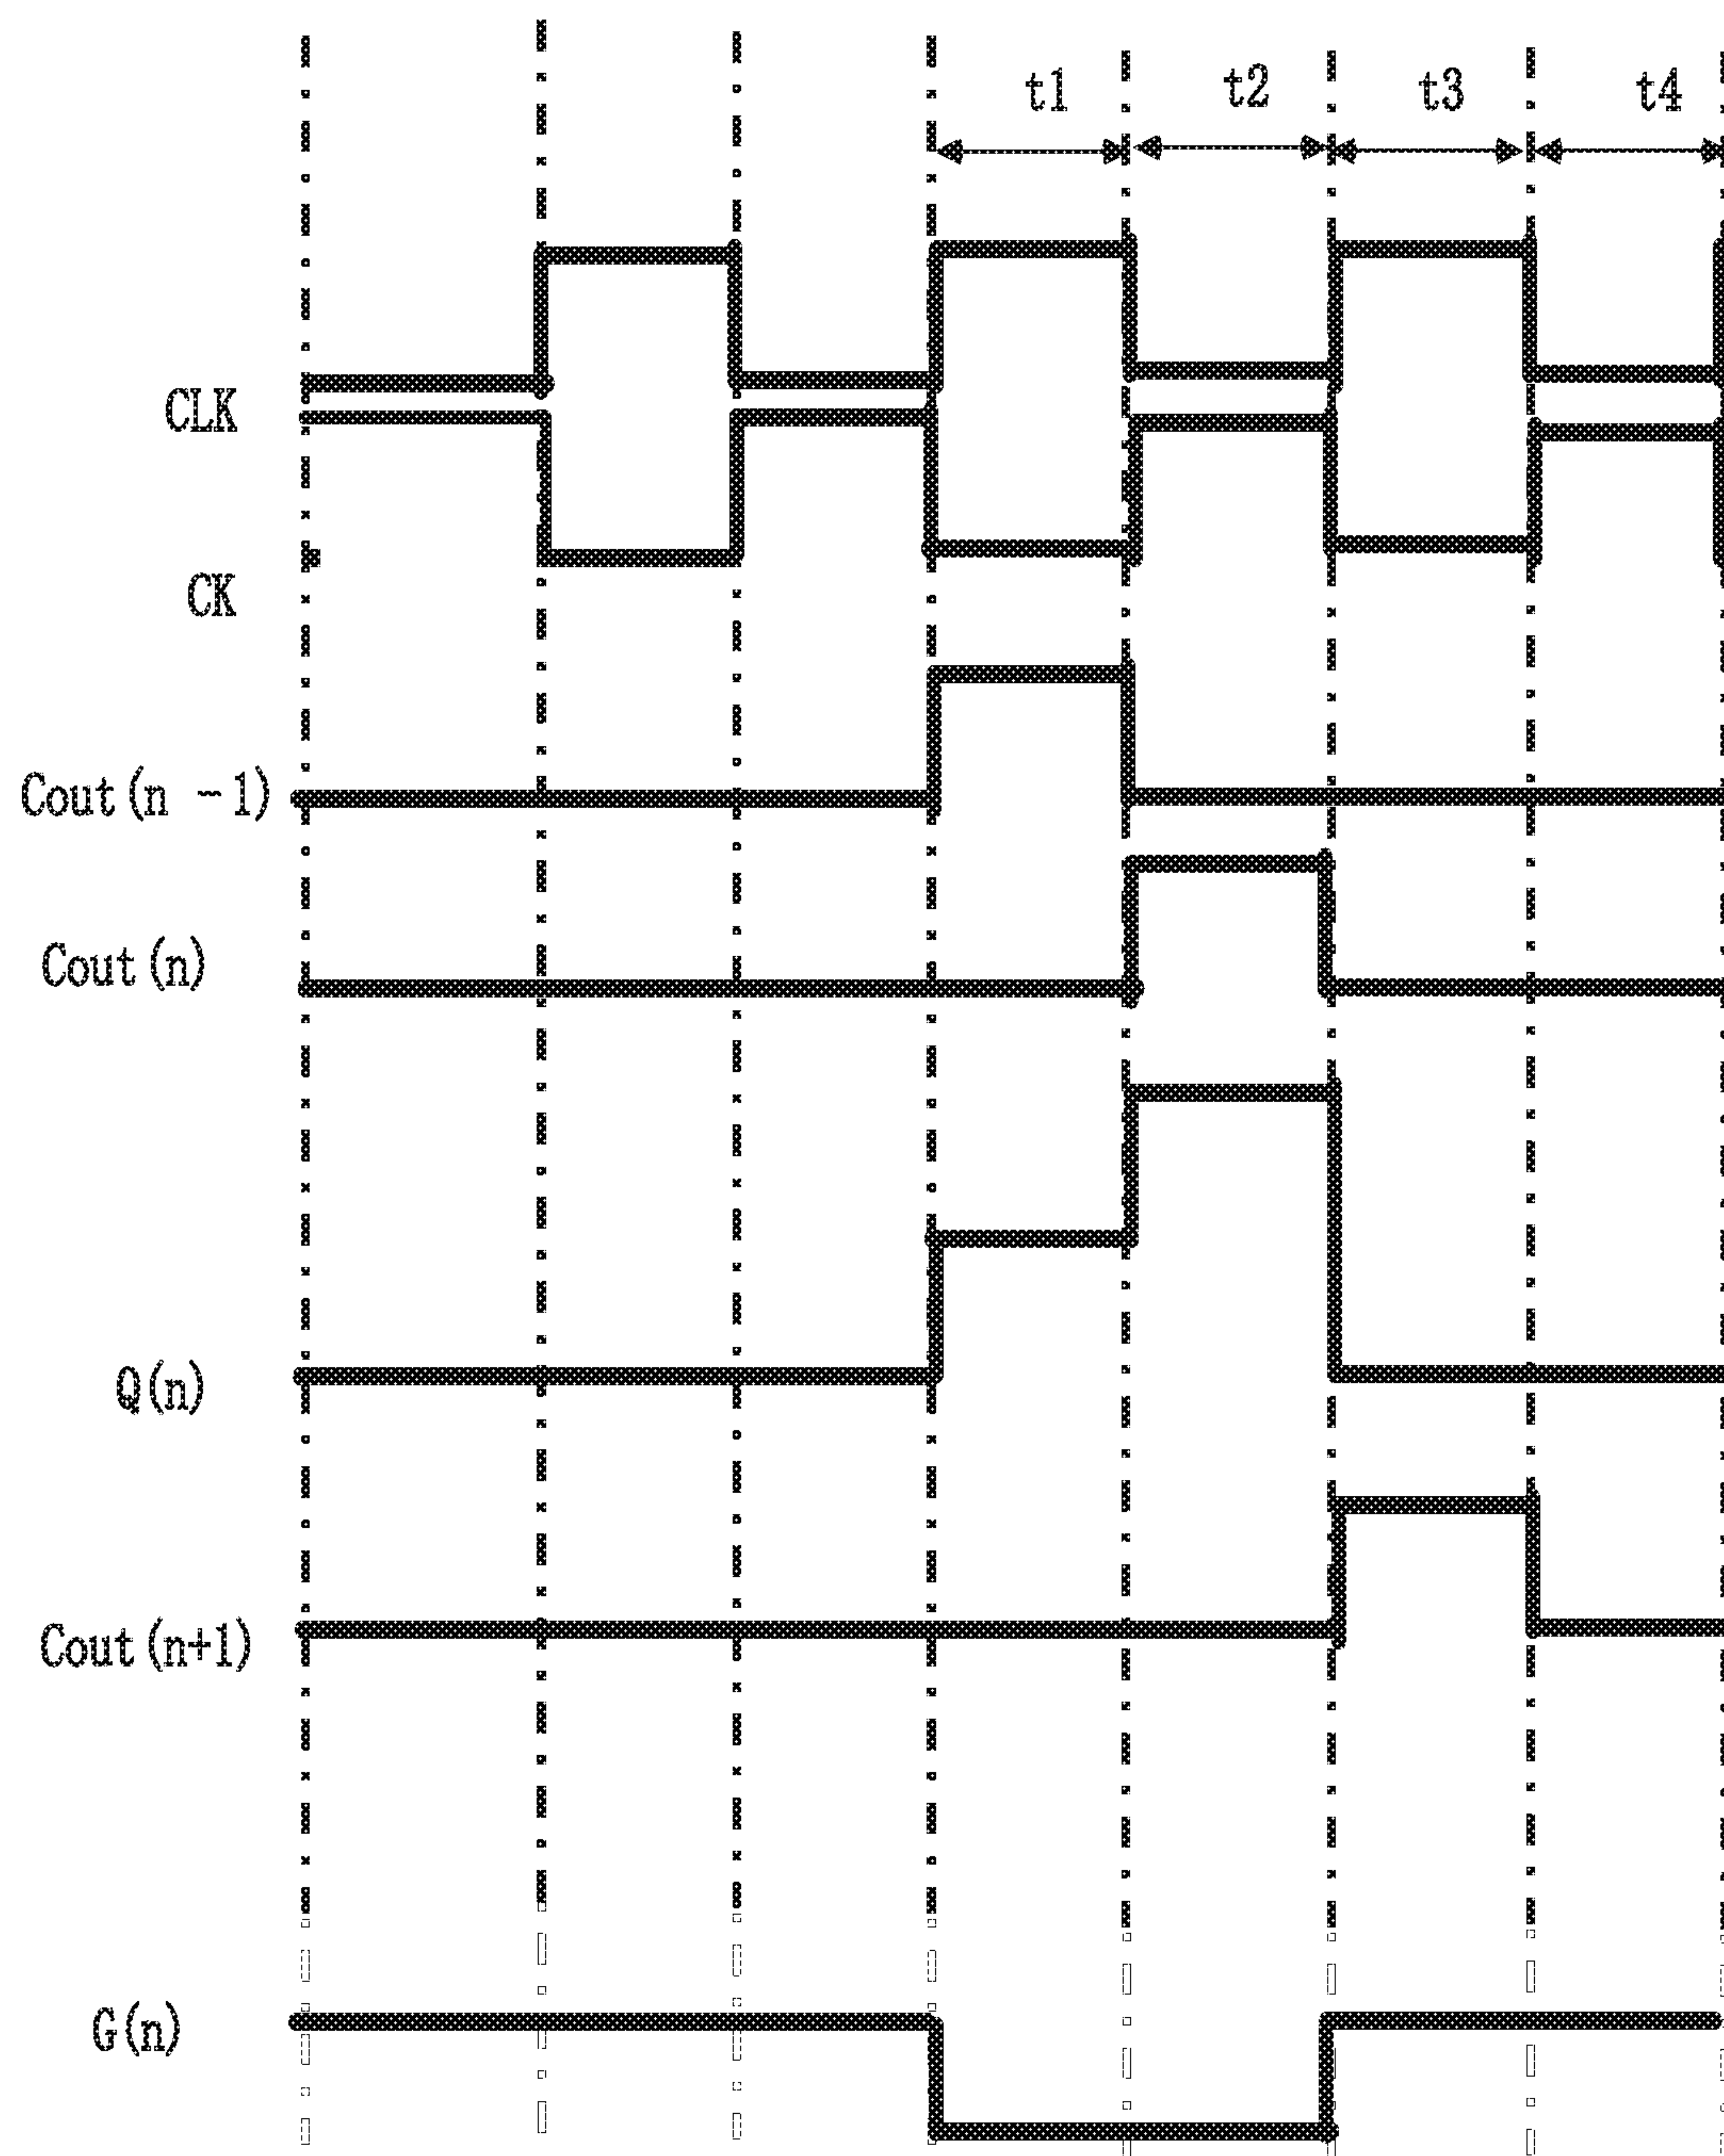 t1 t2 t3 t4
CLK
CK
Cout(n -1)
Cout(n)
Q(n)
Cout(n+1)
G(n)